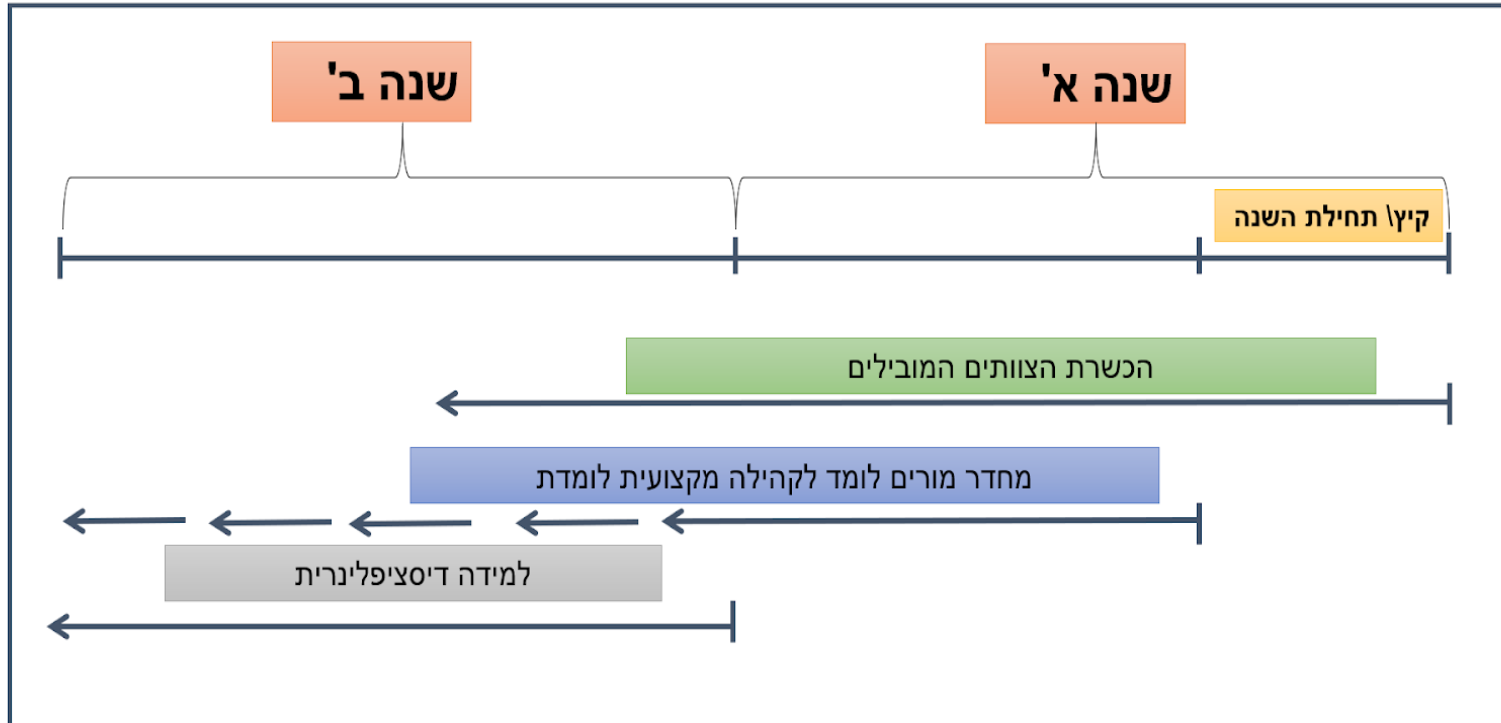 שנה א'
שנה ב'
קיץ\ תחילת השנה
הכשרת הצוותים המובילים
מחדר מורים לומד לקהילה מקצועית לומדת
למידה דיסציפלינרית